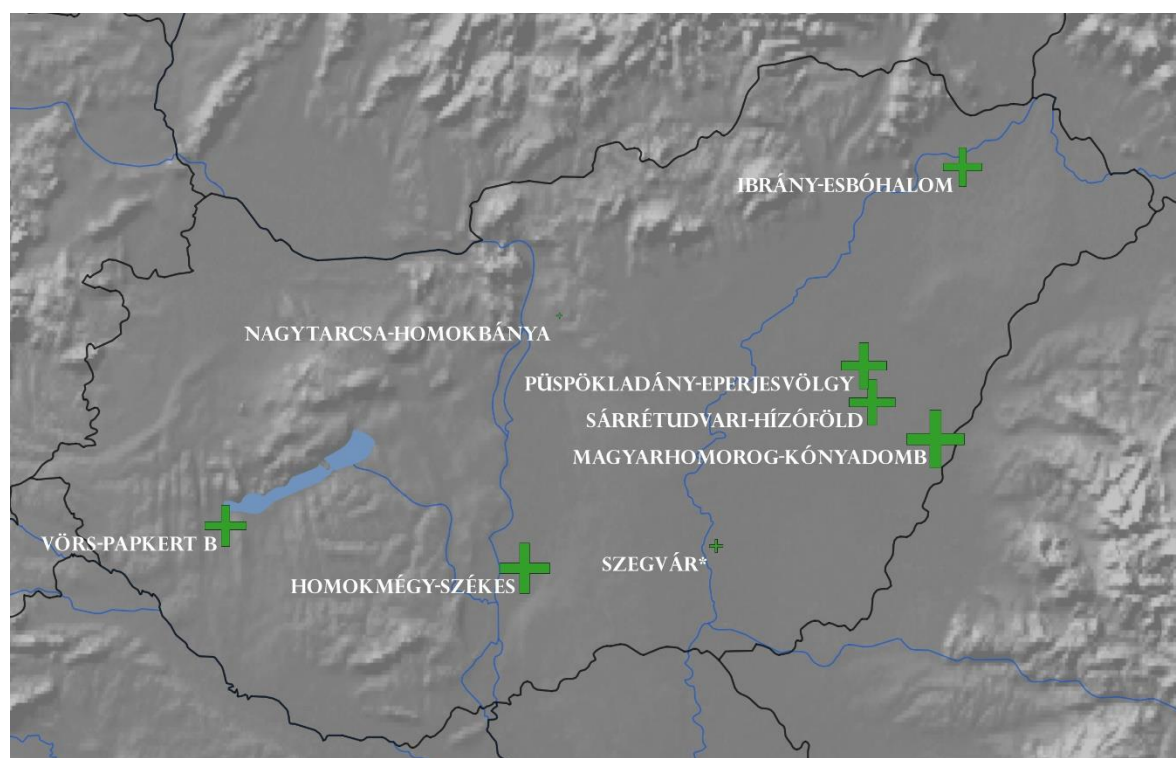 IBRÁNY-ESBÓHALOM
NAGYTARCSA-HOMOKBÁNYA
PÜSPÖKLADÁNY-EPERJESVÖLGY
SÁRRÉTUDVARI-HÍZÓFÖLD
MAGYARHOMOROG-KÓNYADOMB
VÖRS-PAPKERT B
SZEGVÁR*
HOMOKMÉGY-SZÉKES